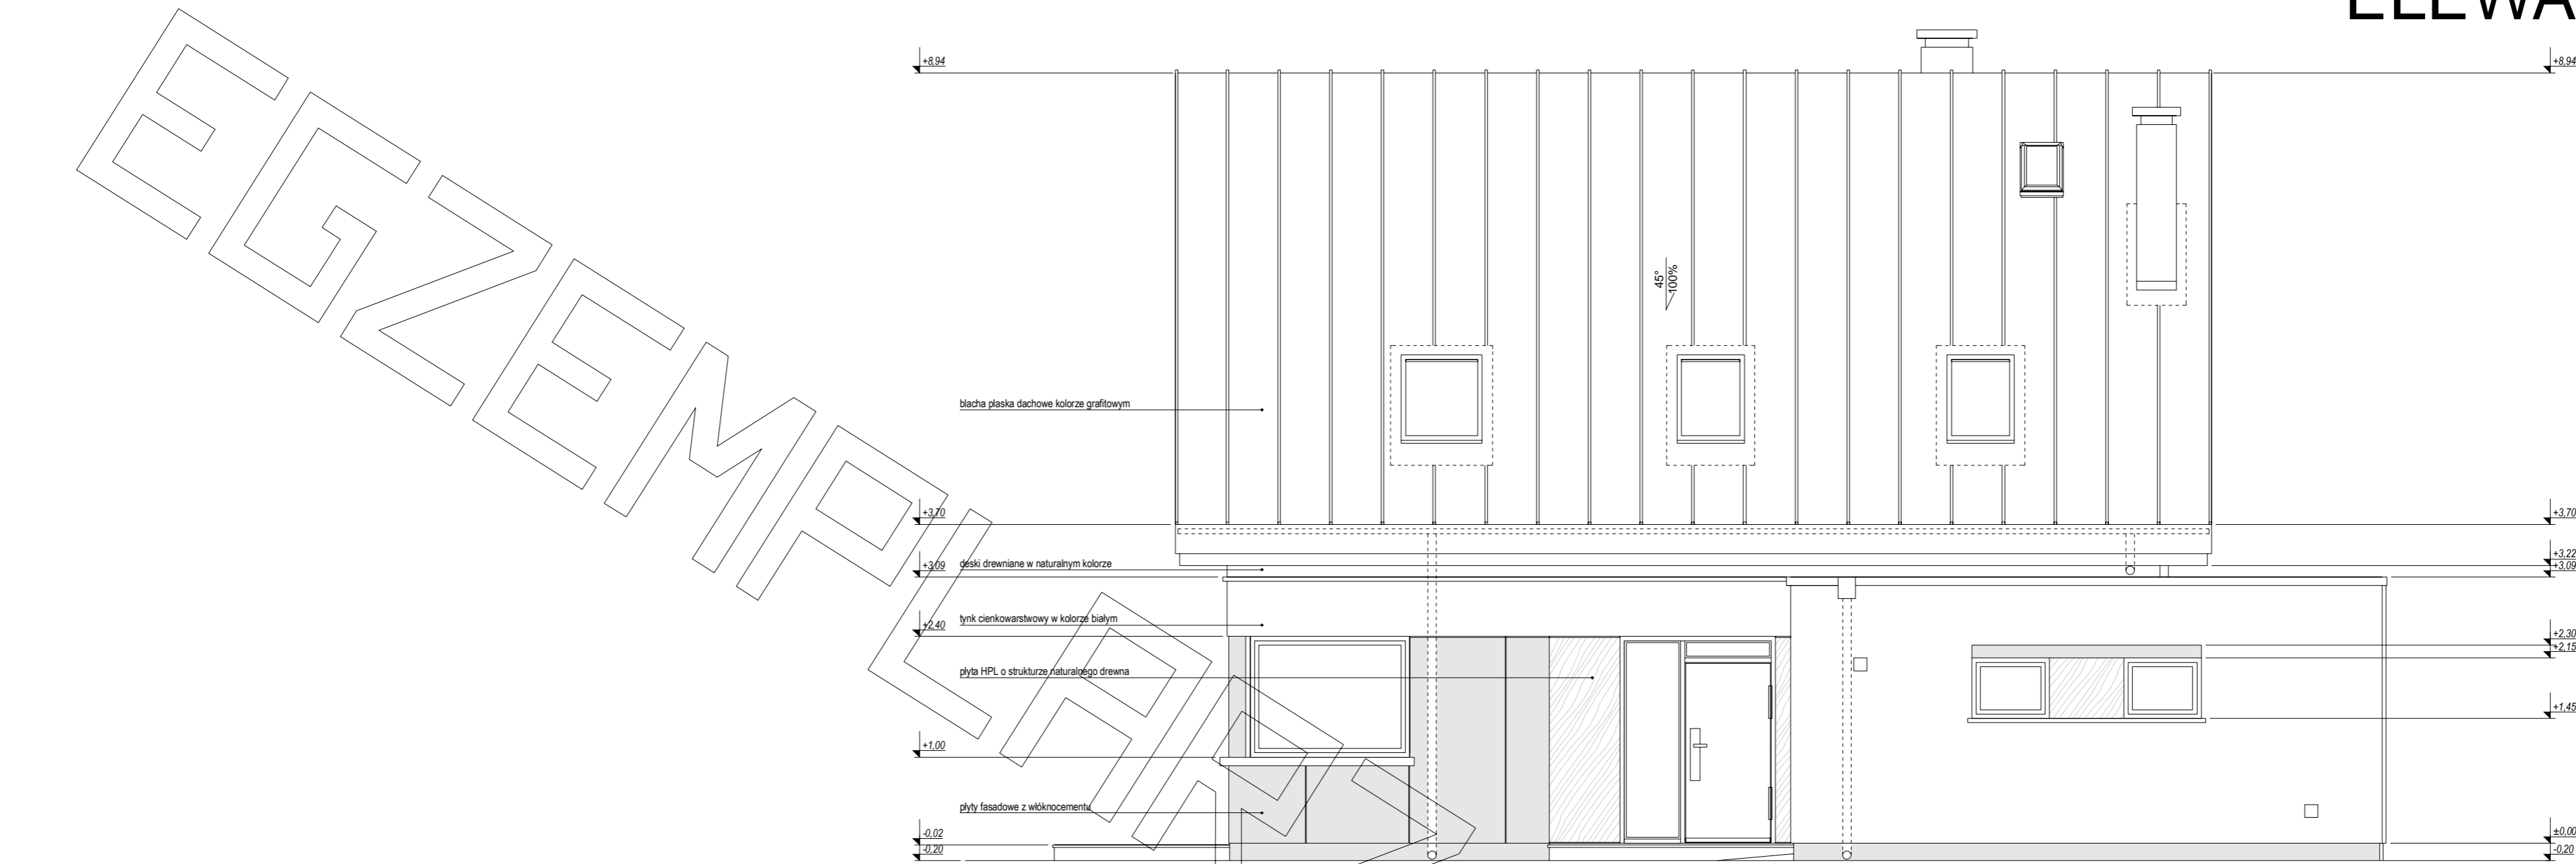 ELEWA
+8,94
+8,94
45°
100%
blacha płaska dachowe kolorze grafitowym
+3,70
+3,70
+3,22
+3,09
+3,09
deski drewniane w naturalnym kolorze
tynk cienkowarstwowy w kolorze białym
+2,40
+2,30
+2,15
płyta HPL o strukturze naturalnego drewna
+1,45
+1,00
płyty fasadowe z włóknocementu
-0,02
±0,00
-0,20
-0,20
EGZEMPLARZ